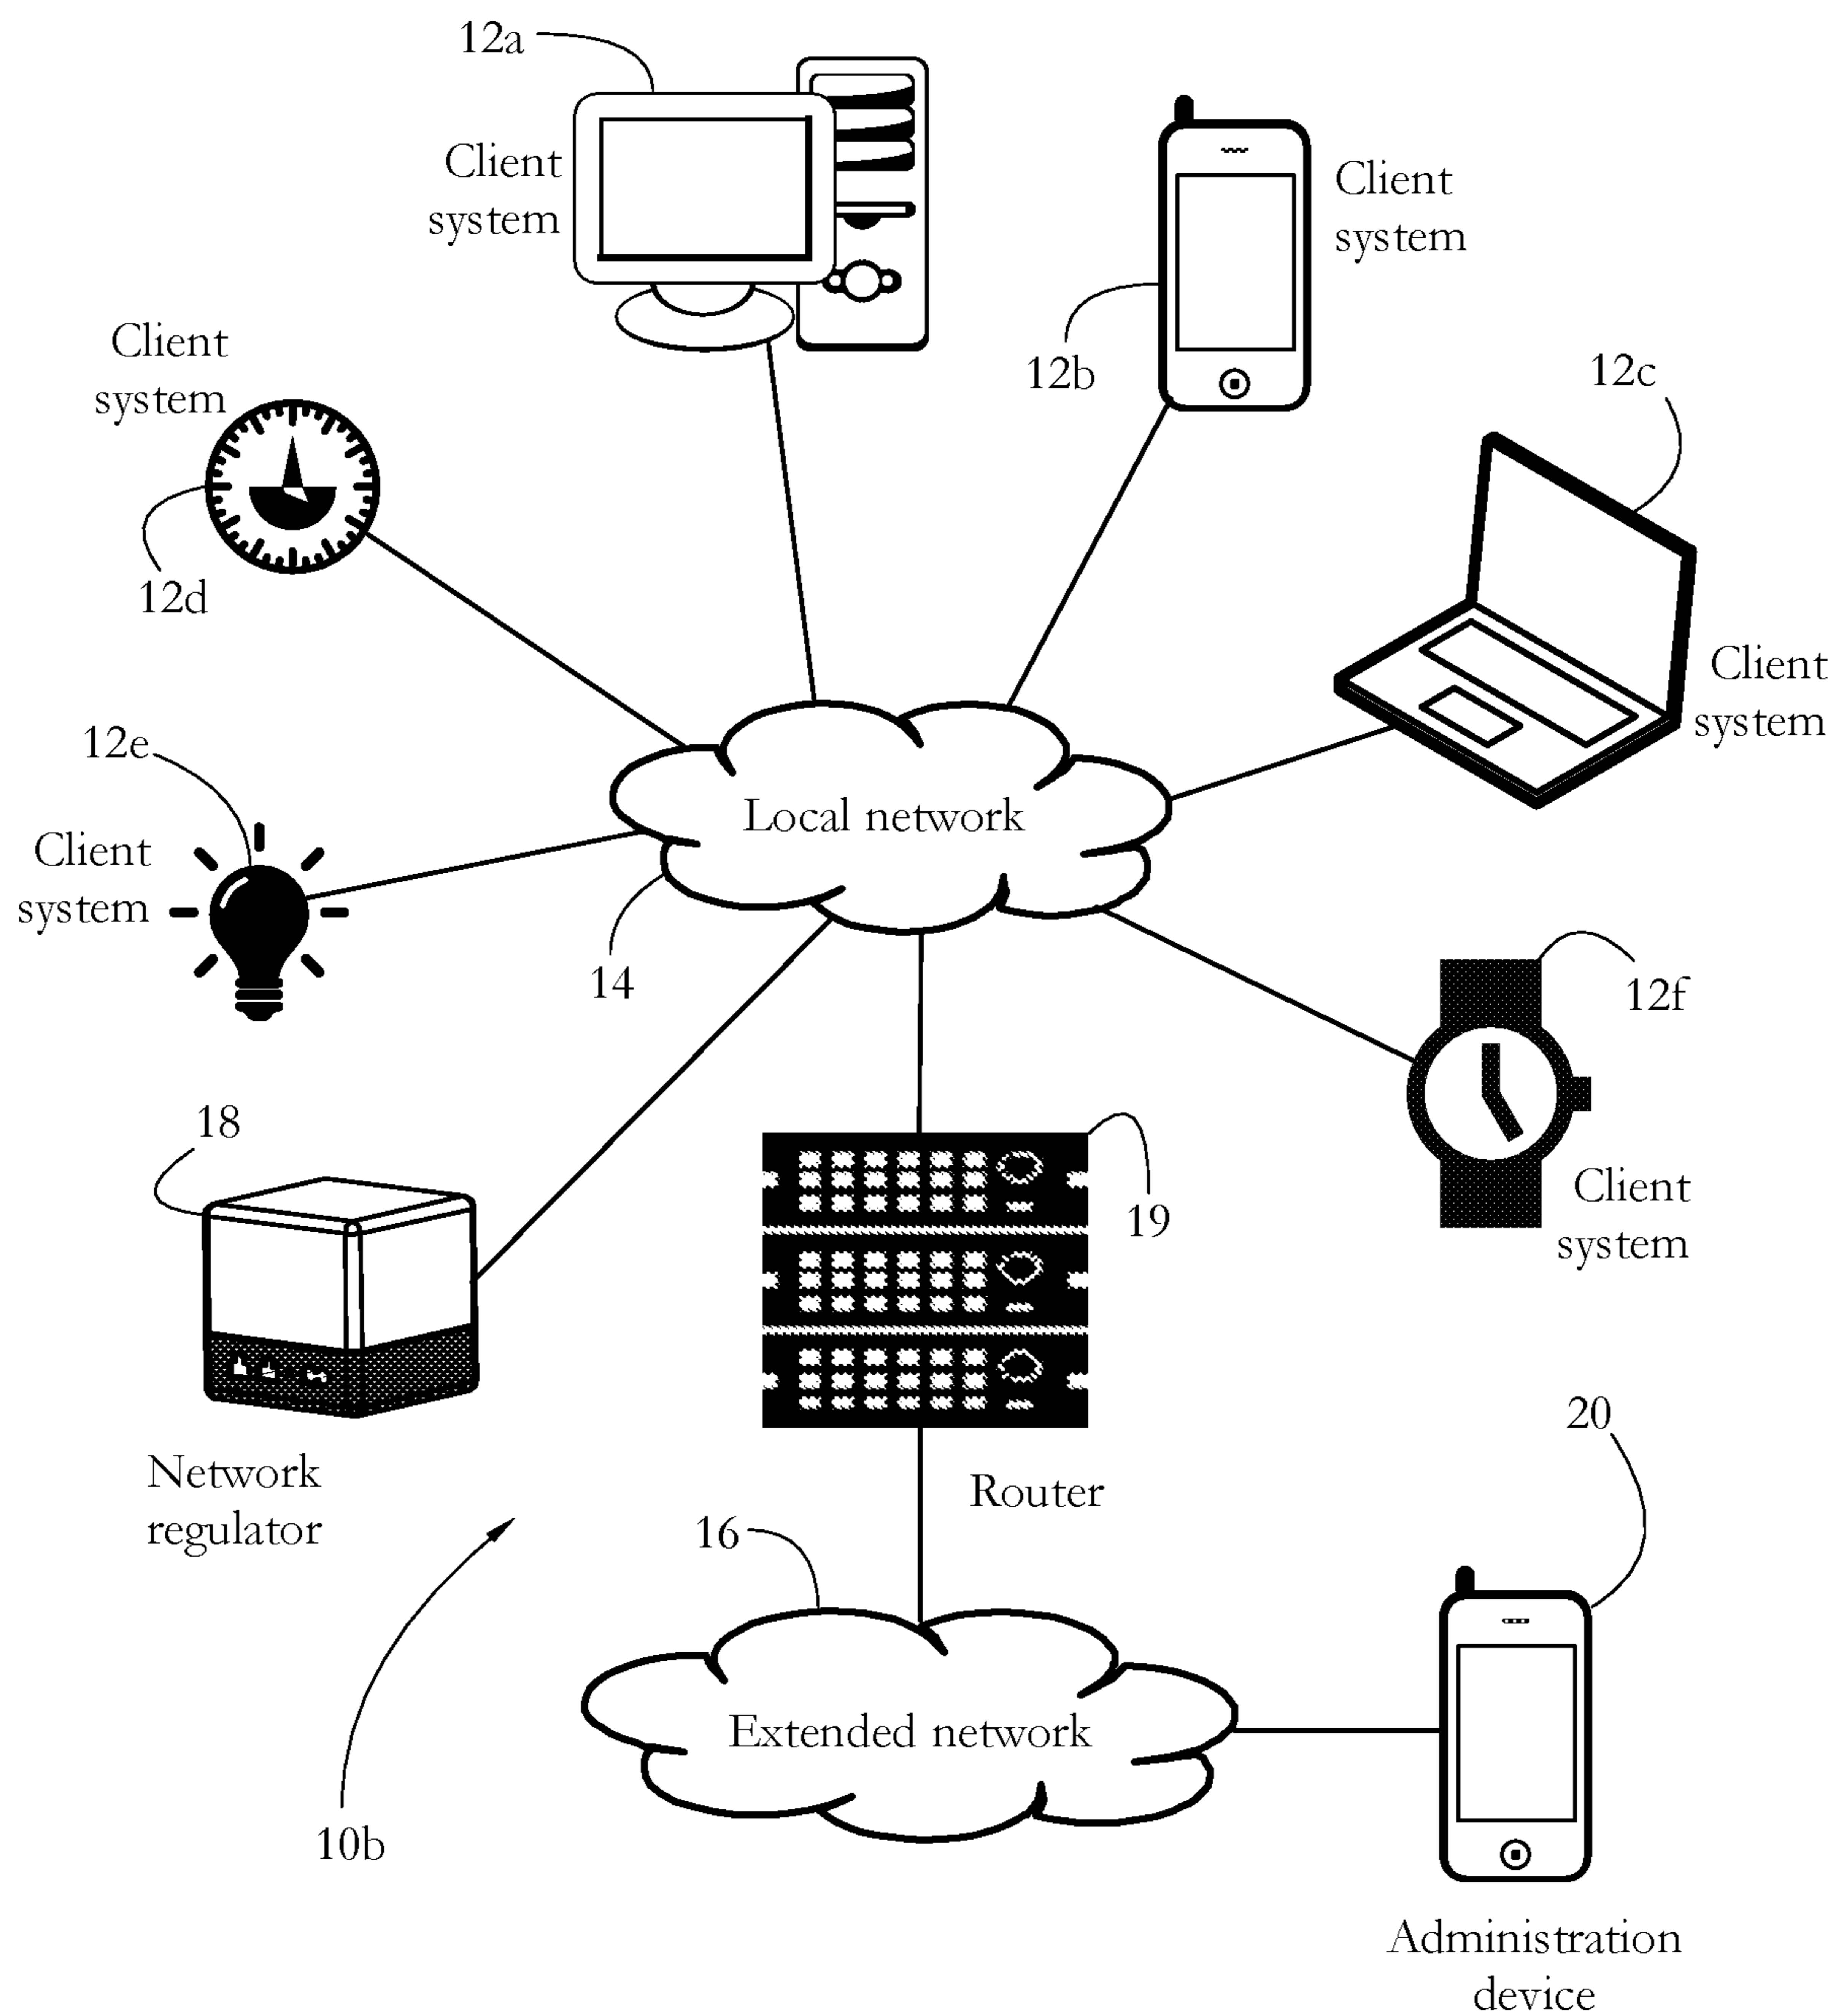 12a
Client
system
Client
system
12b
Client
system
12d
12c
Client
system
12e
Client
system
Local network
14
12f
Client
system
18
Network
regulator
19
Router
20
16
Extended network
10b
Administration
device